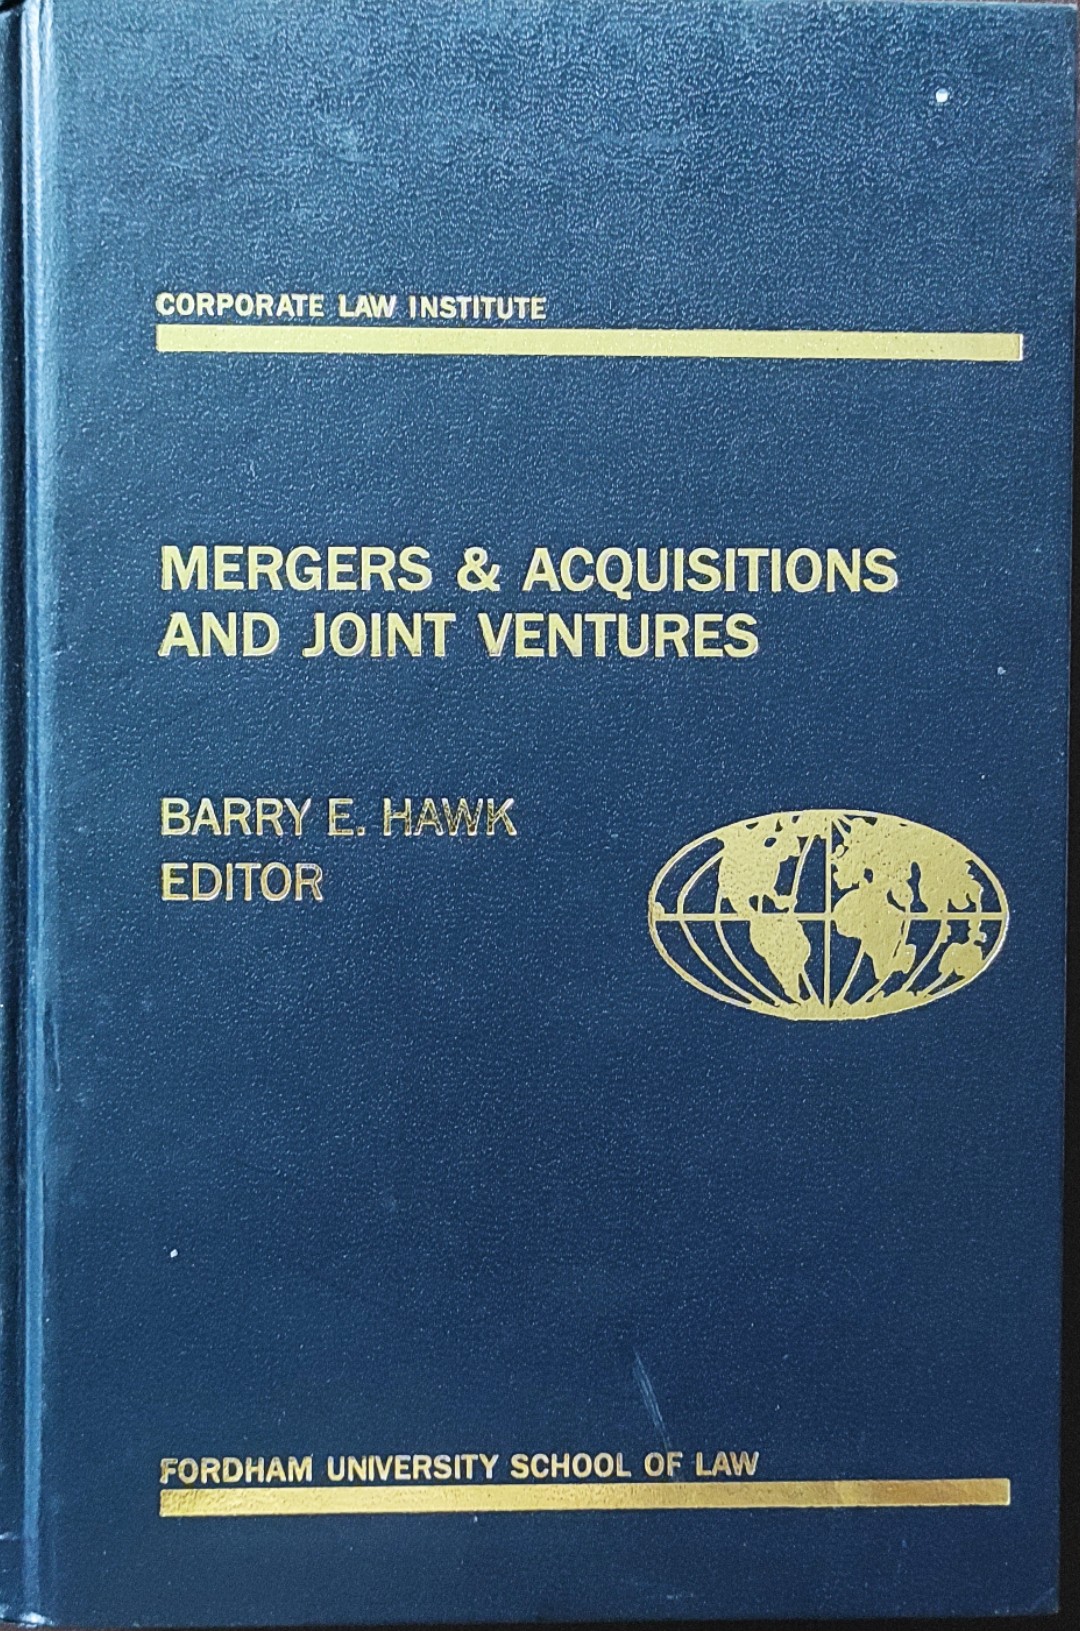 CORPORATE LAW INSTITUTE
MERGERS & ACQUISITIONS
AND JOINT VENTURES
BARRY E. HAWK
EDITOR
FORDHAM UNIVERSITY SCHOOL OF LAW